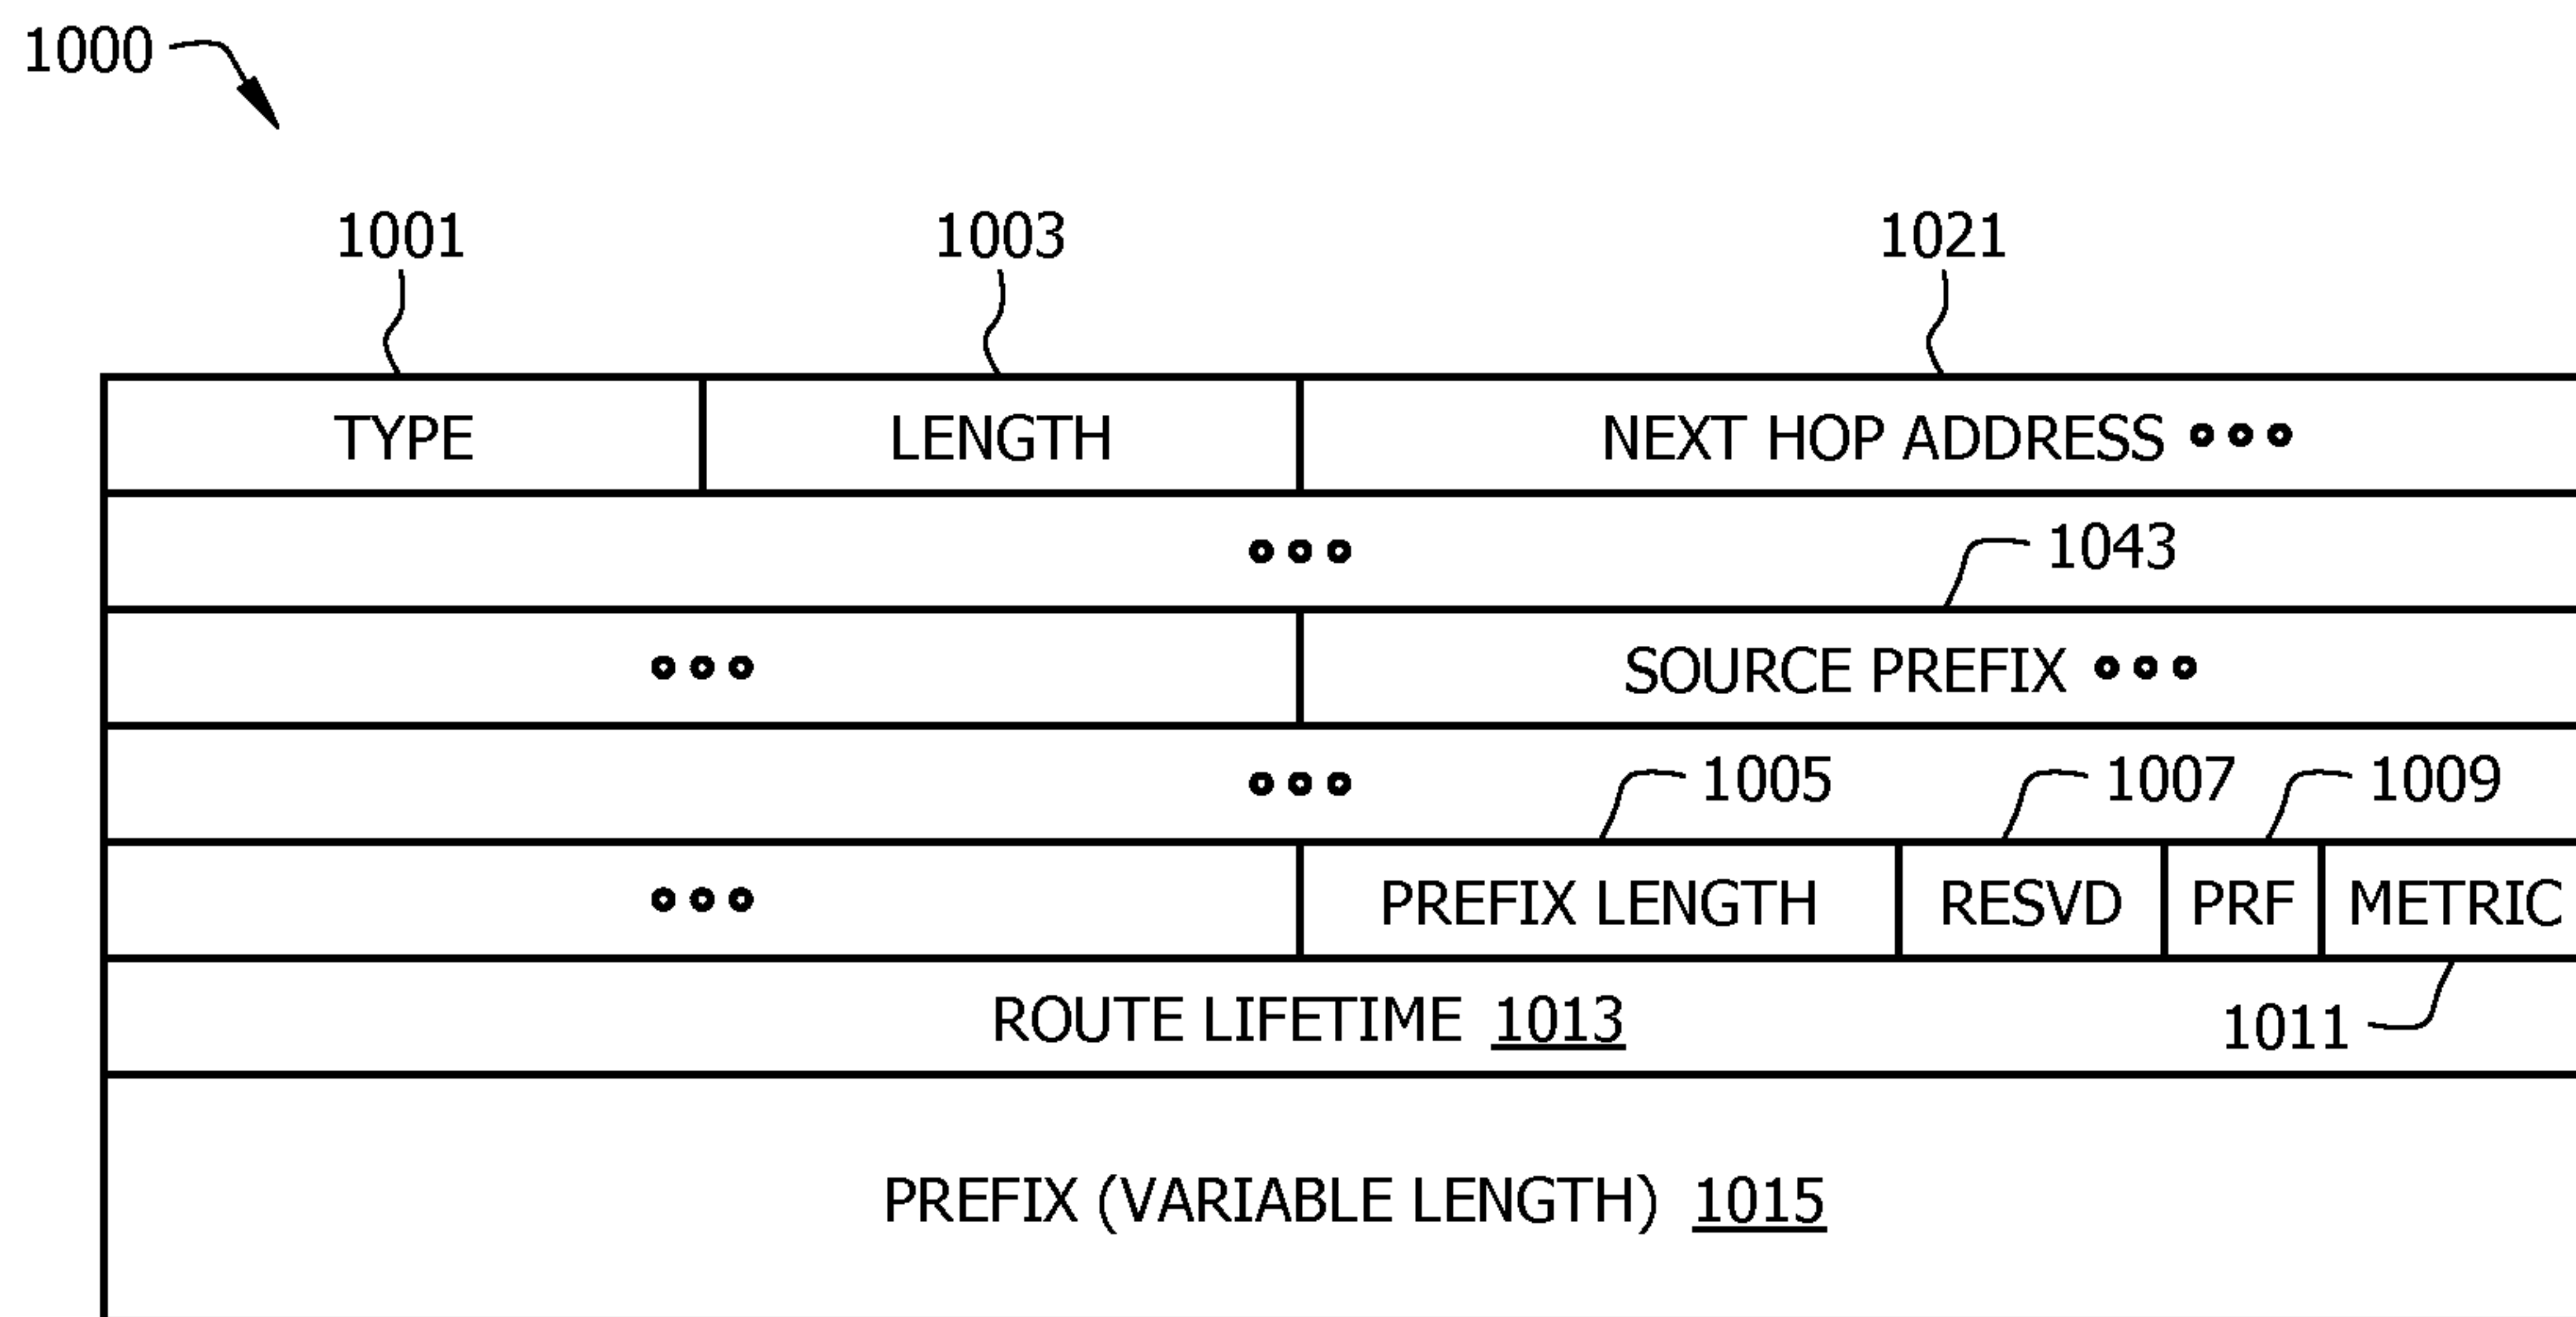 1000
1001 1003 1021
TYPE LENGTH NEXT HOP ADDRESS
1043
SOURCE PREFIX
1005 1007 1009
PREFIX LENGTH RESVD PRF METRIC
ROUTE LIFETIME 1013 1011
PREFIX (VARIABLE LENGTH) 1015